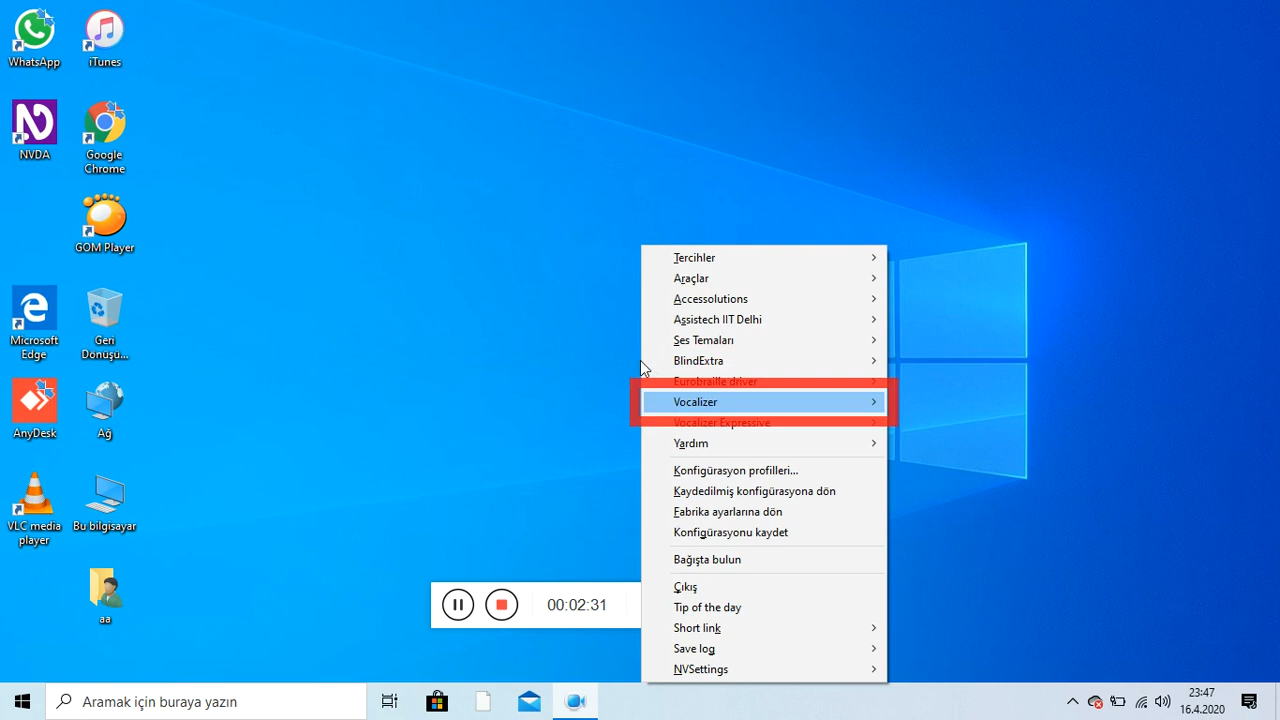 WhatsApp
iTunes
NVDA
Google
Chrome
GOM Player
Microsoft
Edge
Geri
Dönüşü...
AnyDesk
Ağ
VLC media
player
Bu bilgisayar
aa
Tercihler
Araçlar
Accessolutions
Assistech IIT Delhi
Ses Temaları
BlindExtra
Eurobraille driver
Vocalizer
Vocalizer Expressive
Yardım
Konfigürasyon profilleri...
Kaydedilmiş konfigürasyona dön
Fabrika ayarlarına dön
Konfigürasyonu kaydet
Bağışta bulun
Çıkış
Tip of the day
Short link
Save log
NVSettings
00:02:31
Aramak için buraya yazın
23:47
16.4.2020